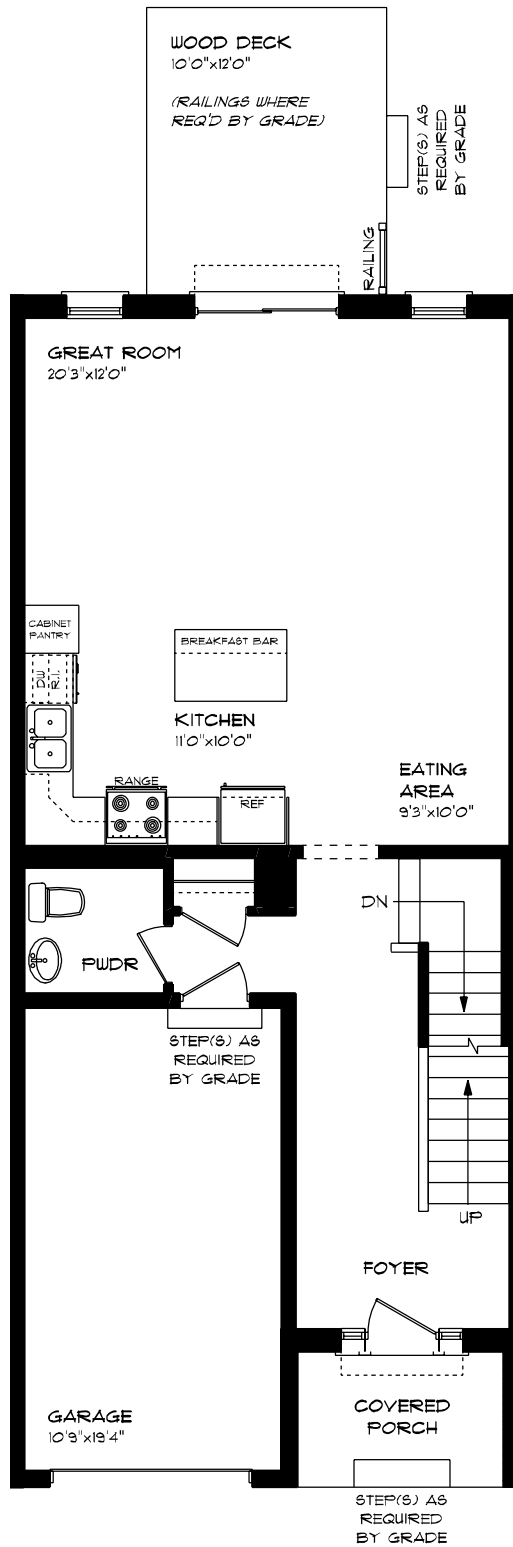 WOOD DECK
10'0"x12'0"
(RAILINGS WHERE
REQ'D BY GRADE)
STEP(S) AS
REQUIRED
BY GRADE
RAILING
GREAT ROOM
20'3"x12'0"
CABINET
PANTRY
BREAKFAST BAR
DW
R.I.
KITCHEN
11'0"x10'0"
EATING
AREA
9'3"x10'0"
RANGE
REF
DN
PWDR
STEP(S) AS
REQUIRED
BY GRADE
UP
FOYER
COVERED
PORCH
GARAGE
10'9"x19'4"
STEP(S) AS
REQUIRED
BY GRADE